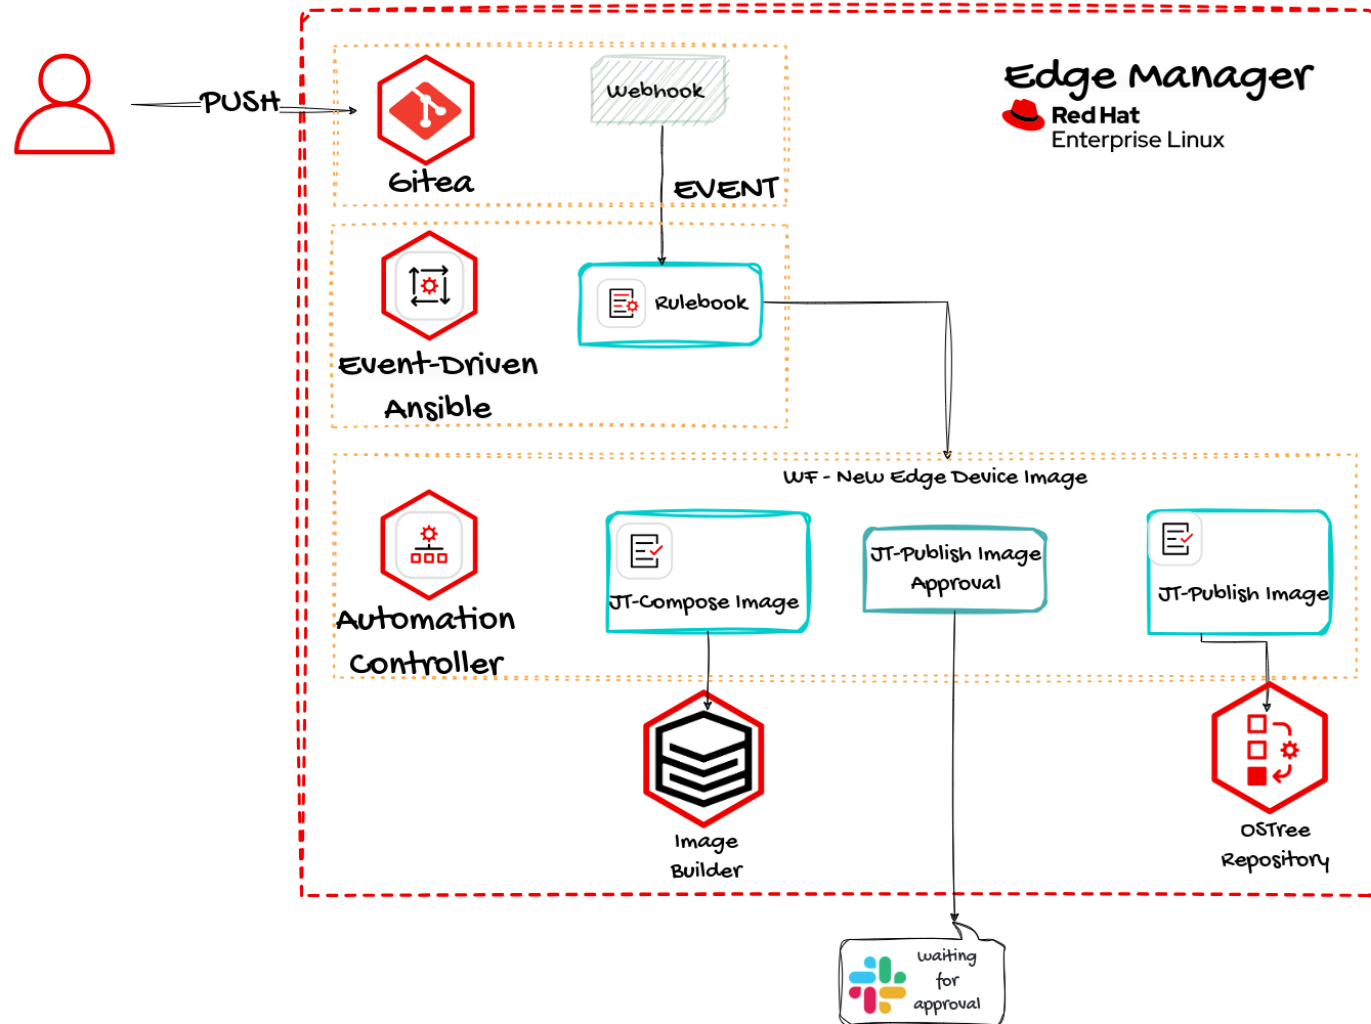 Edge Manager
Red Hat
Enterprise Linux
PUSH
Gitea
Webhook
EVENT
Event-Driven
Ansible
Rulebook
WF - New Edge Device Image
Automation
Controller
JT-Compose Image
JT-Publish Image
Approval
JT-Publish Image
Image
Builder
OSTree
Repository
waiting
for
approval